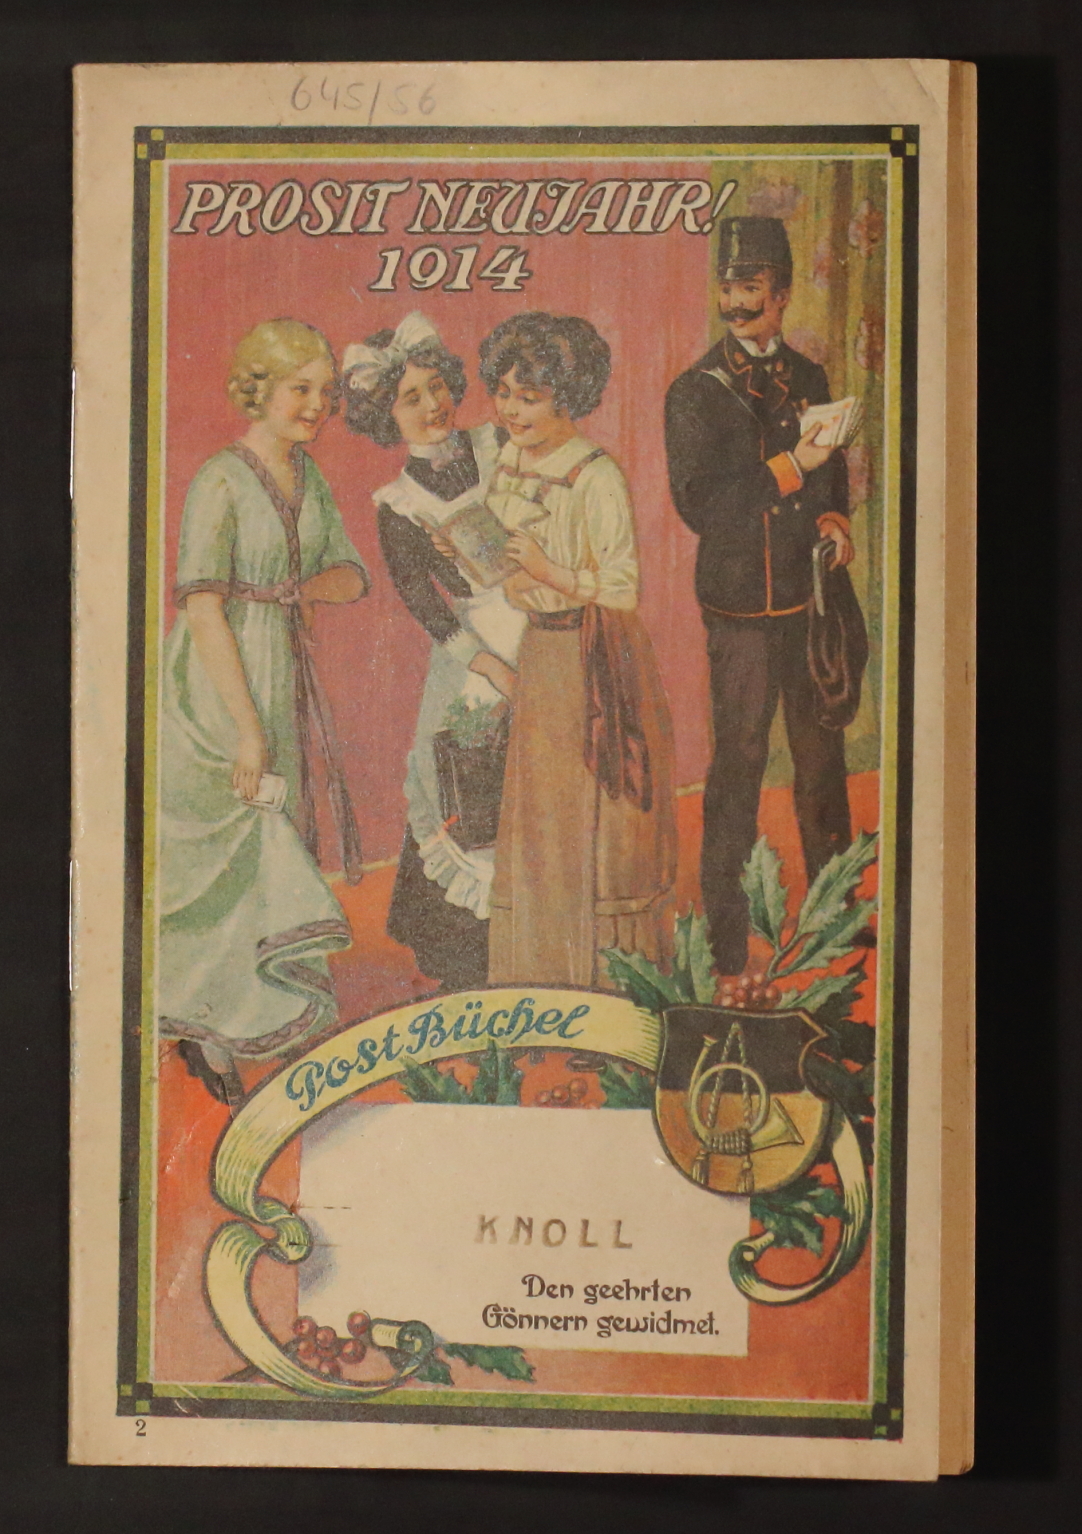 645/56
PROSIT NEUJAHR!
1914
Post Büchel
KNOLL
Den geehrten
Gönnern gewidmet.
2